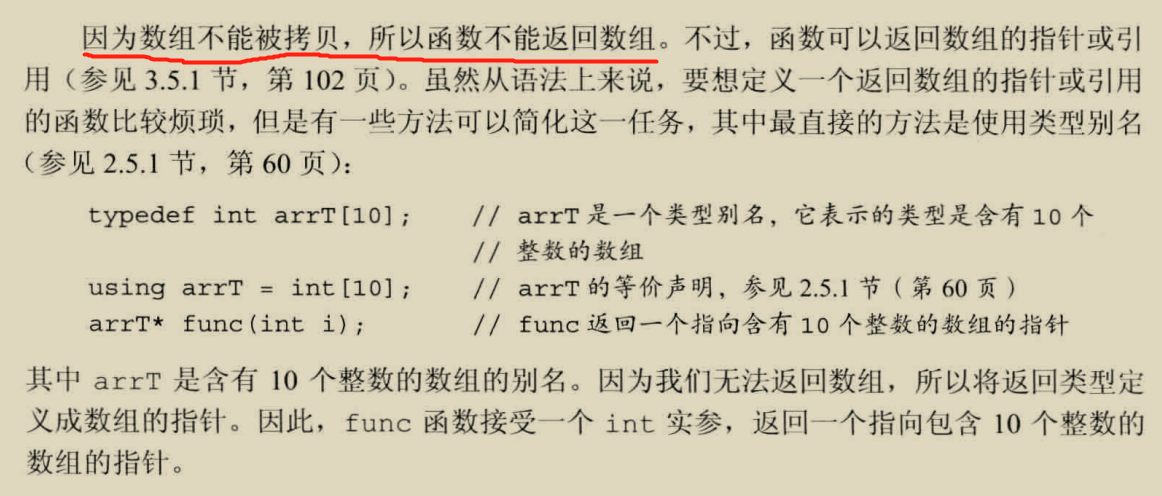 因为数组不能被拷贝，所以函数不能返回数组。不过，函数可以返回数组的指针或引
用（参见 3.5.1 节，第 102 页）。虽然从语法上来说，要想定义一个返回数组的指针或引用
的函数比较烦琐，但是有一些方法可以简化这一任务，其中最直接的方法是使用类型别名
（参见 2.5.1 节，第 60 页）：
typedef int arrT[10]; // arrT 是一个类型别名，它表示的类型是含有 10 个
// 整数的数组
using arrT = int[10]; // arrT 的等价声明，参见 2.5.1 节（第 60 页）
arrT* func(int i); // func 返回一个指向含有 10 个整数的数组的指针
其中 arrT 是含有 10 个整数的数组的别名。因为我们无法返回数组，所以将返回类型定
义成数组的指针。因此，func 函数接受一个 int 实参，返回一个指向包含 10 个整数的
数组的指针。